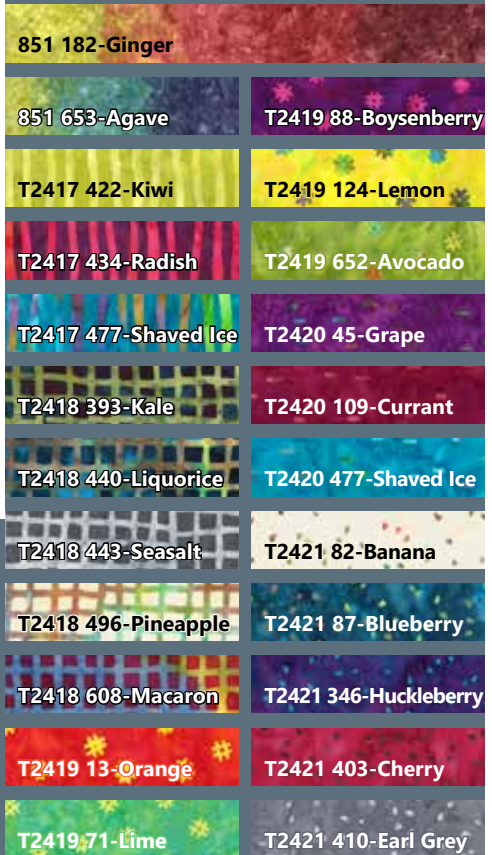 851 182-Ginger
851 653-Agave
T2417 422-Kiwi
T2417 434-Radish
T2417 477-Shaved Ice
T2418 393-Kale
T2418 440-Liquorice
T2418 443-Seasalt
T2418 496-Pineapple
T2418 608-Macaron
T2419 13-Orange
T2419 71-Lime
T2419 88-Boysenberry
T2419 124-Lemon
T2419 652-Avocado
T2420 45-Grape
T2420 109-Currant
T2420 477-Shaved Ice
T2421 82-Banana
T2421 87-Blueberry
T2421 346-Huckleberry
T2421 403-Cherry
T2421 410-Earl Grey